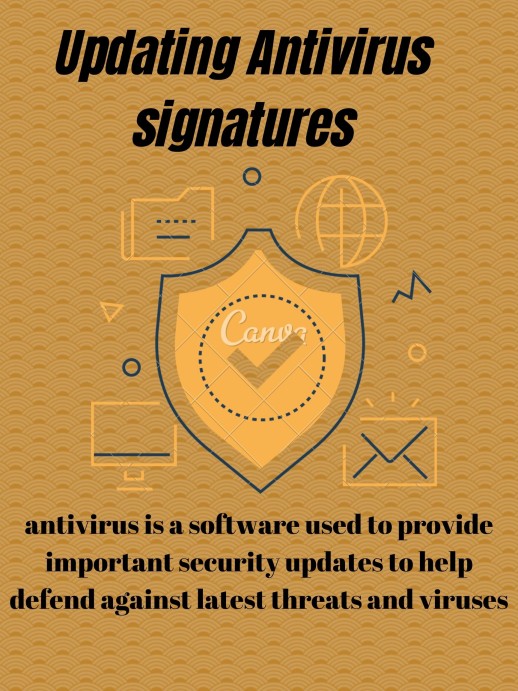 Updating Antivirus
signatures
Canva
antivirus is a software used to provide
important security updates to help
defend against latest threats and viruses